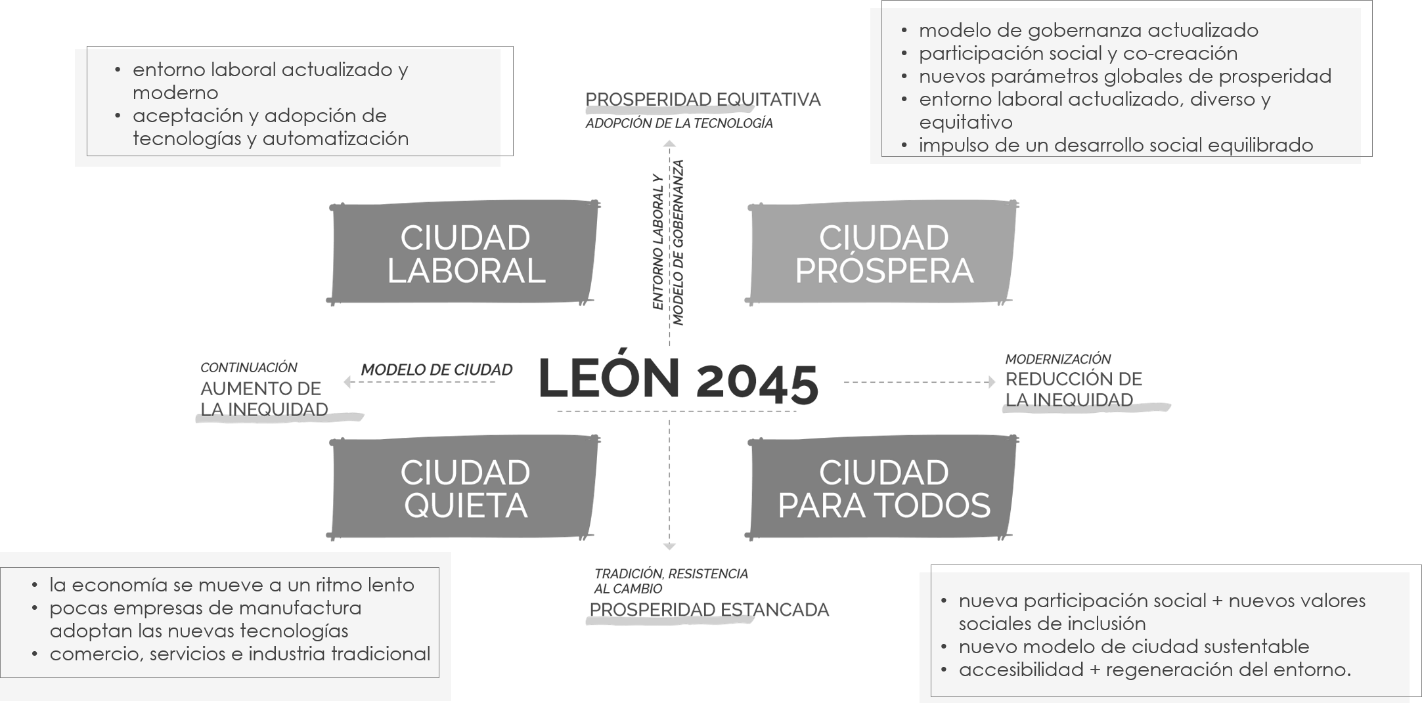 • entorno laboral actualizado y
moderno
• aceptación y adopción de
tecnologías y automatización
• modelo de gobernanza actualizado
• participación social y co-creación
• nuevos parámetros globales de prosperidad
• entorno laboral actualizado, diverso y
equitativo
• impulso de un desarrollo social equilibrado
PROSPERIDAD EQUITATIVA
ADOPCIÓN DE LA TECNOLOGÍA
ENTORNO LABORAL Y
MODELO DE GOBERNANZA
CIUDAD
LABORAL
CIUDAD
PRÓSPERA
CONTINUACIÓN
AUMENTO DE
LA INEQUIDAD
MODELO DE CIUDAD
LEÓN 2045
MODERNIZACIÓN
REDUCCIÓN DE
LA INEQUIDAD
CIUDAD
QUIETA
CIUDAD
PARA TODOS
TRADICIÓN, RESISTENCIA
AL CAMBIO
PROSPERIDAD ESTANCADA
• la economía se mueve a un ritmo lento
• pocas empresas de manufactura
adoptan las nuevas tecnologías
• comercio, servicios e industria tradicional
• nueva participación social + nuevos valores
sociales de inclusión
• nuevo modelo de ciudad sustentable
• accesibilidad + regeneración del entorno.